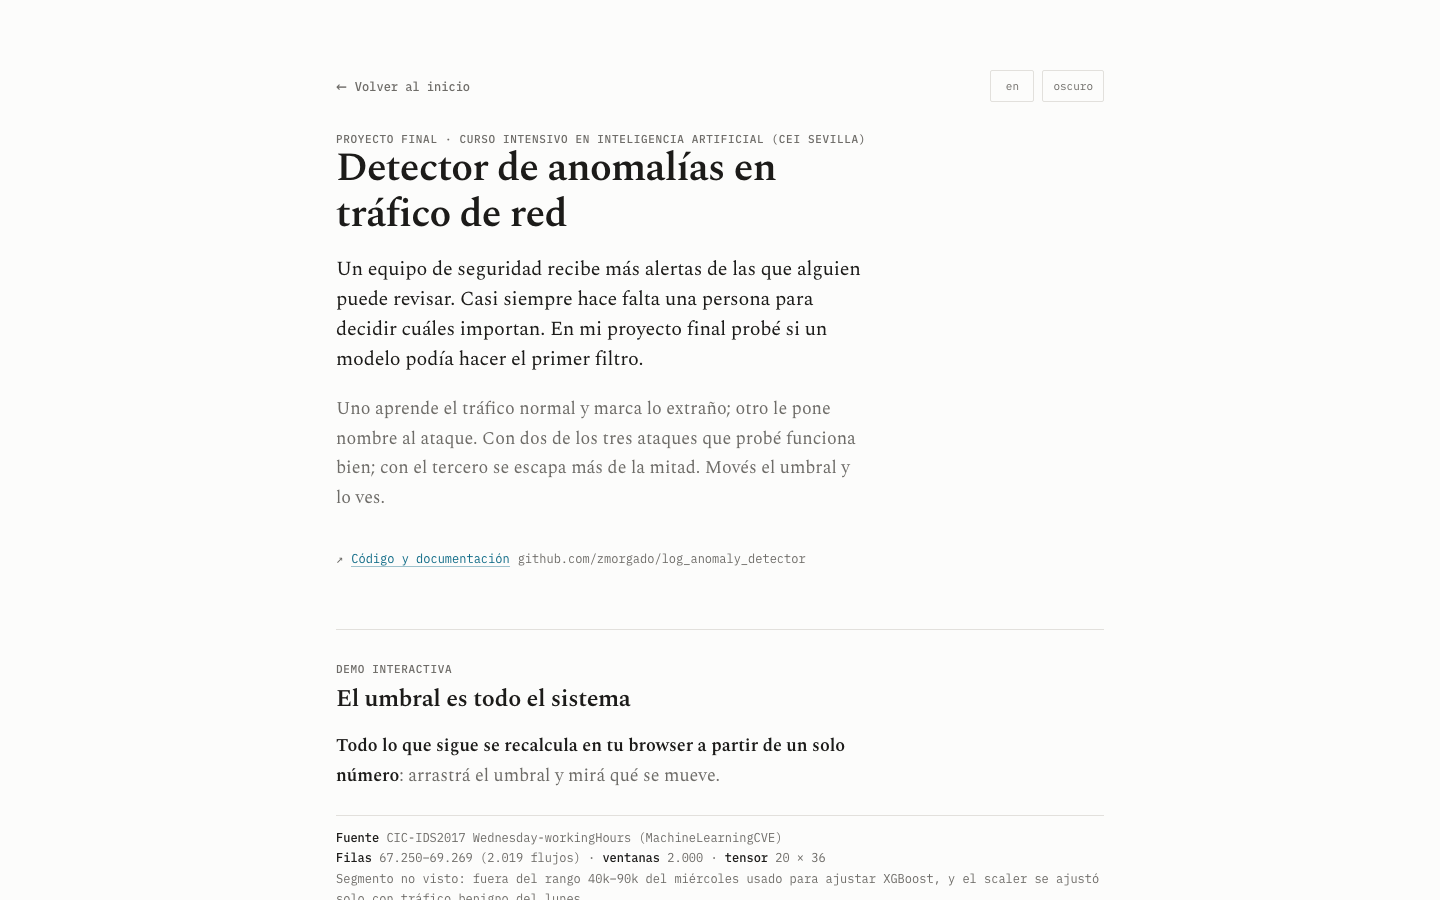 ← Volver al inicio
en
oscuro
PROYECTO FINAL · CURSO INTENSIVO EN INTELIGENCIA ARTIFICIAL (CEI SEVILLA)
Detector de anomalías en
tráfico de red
Un equipo de seguridad recibe más alertas de las que alguien
puede revisar. Casi siempre hace falta una persona para
decidir cuáles importan. En mi proyecto final probé si un
modelo podía hacer el primer filtro.
Uno aprende el tráfico normal y marca lo extraño; otro le pone
nombre al ataque. Con dos de los tres ataques que probé funciona
bien; con el tercero se escapa más de la mitad. Movés el umbral y
lo ves.
↗ Código y documentación github.com/zmorgado/log_anomaly_detector
DEMO INTERACTIVA
El umbral es todo el sistema
Todo lo que sigue se recalcula en tu browser a partir de un solo
número: arrastrá el umbral y mirá qué se mueve.
Fuente CIC-IDS2017 Wednesday-workingHours (MachineLearningCVE)
Filas 67.250–69.269 (2.019 flujos) · ventanas 2.000 · tensor 20 × 36
Segmento no visto: fuera del rango 40k–90k del miércoles usado para ajustar XGBoost, y el scaler se ajustó
solo con tráfico benigno del lunes.